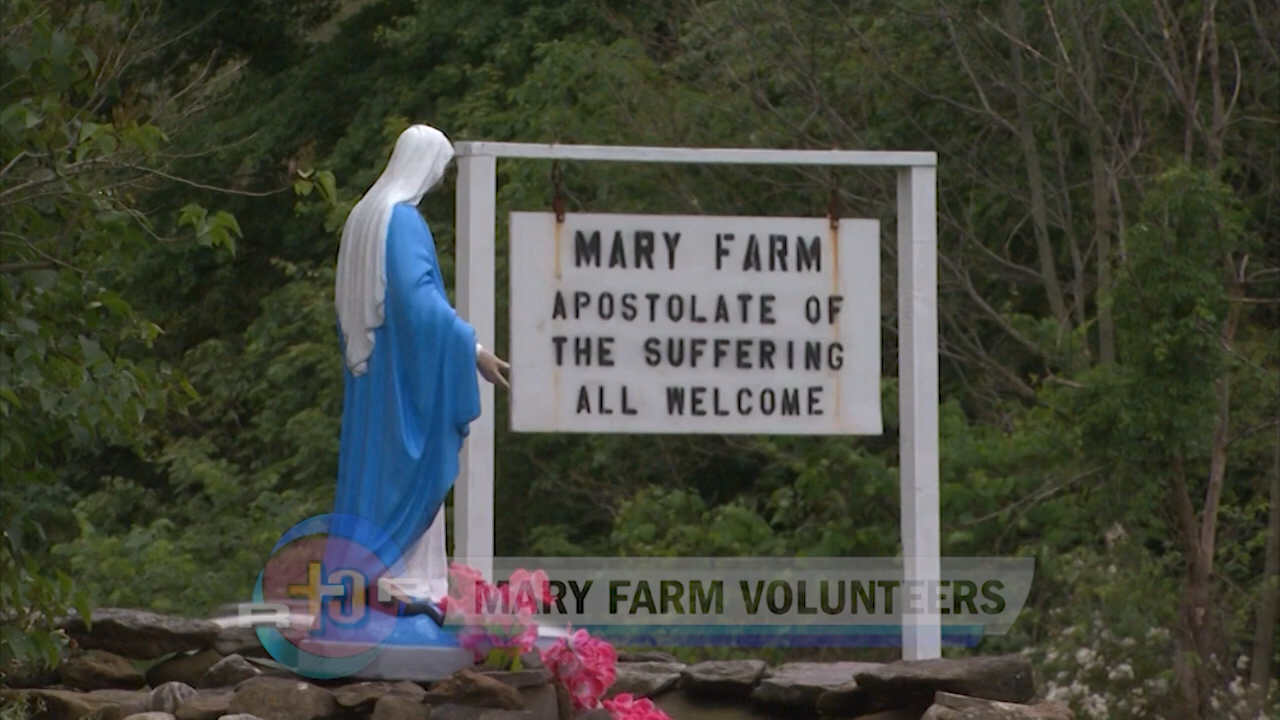 MARY FARM
APOSTOLATE OF
THE SUFFERING
ALL WELCOME
MARY FARM VOLUNTEERS